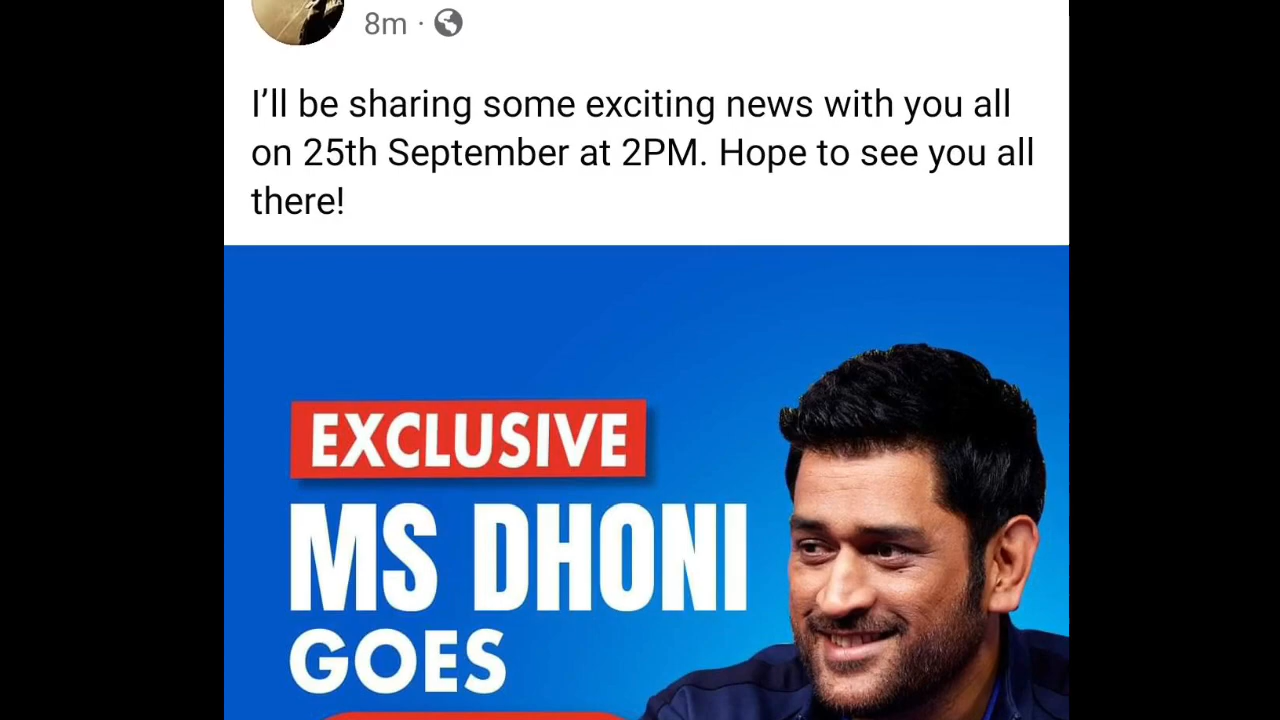 8m ·
I’ll be sharing some exciting news with you all
on 25th September at 2PM. Hope to see you all
there!
EXCLUSIVE
MS DHONI
GOES